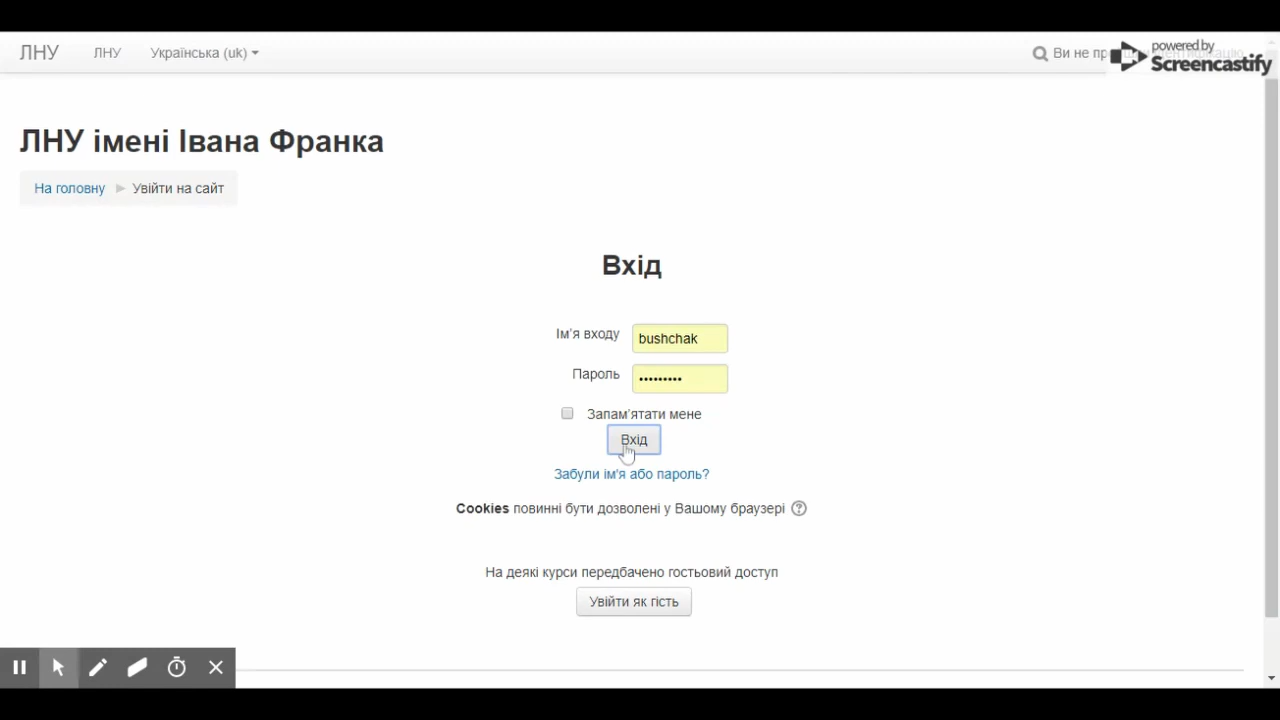 ЛНУ ЛНУ Українська (uk) Ви не
powered by
Screencastify
ЛНУ імені Івана Франка
На головну Увійти на сайт
Вхід
Ім'я входу bushchak
Пароль •••••••••
Запам'ятати мене
Вхід
Забули ім'я або пароль?
Cookies повинні бути дозволені у Вашому браузері
На деякі курси передбачено гостьовий доступ
Увійти як гість